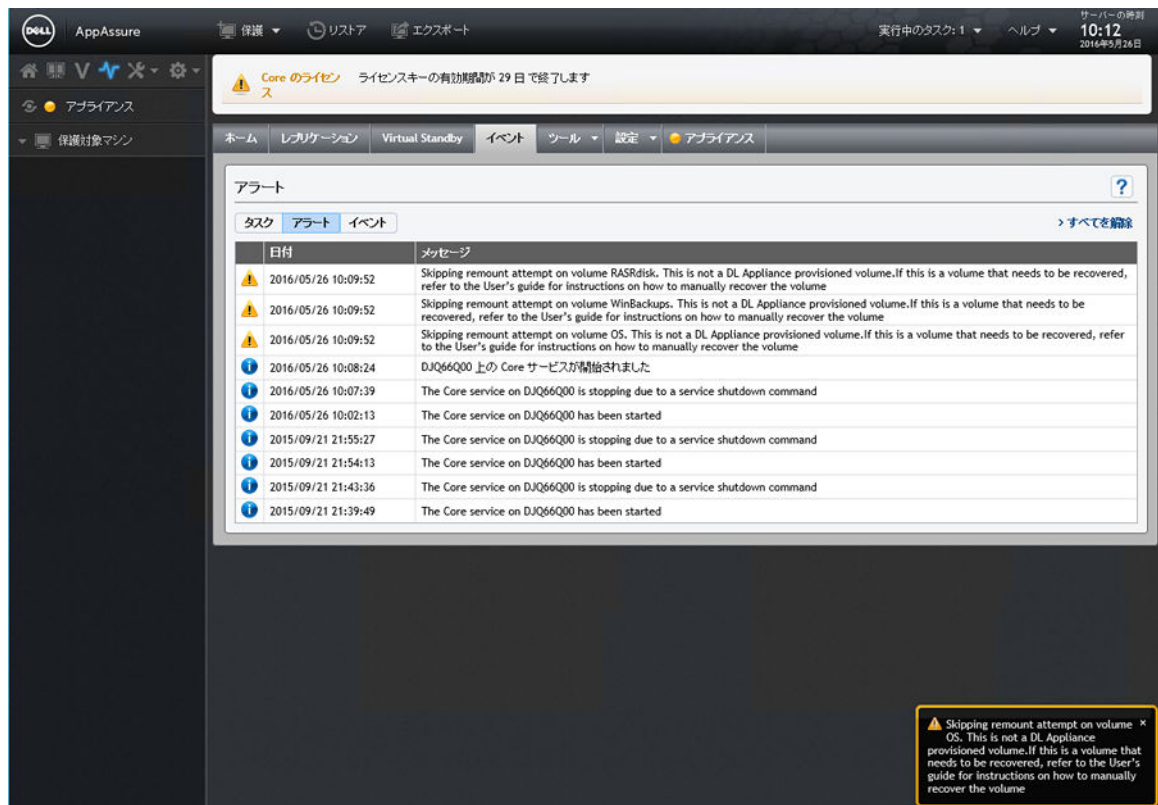 DELL AppAssure 保護 リストア エクスポート 実行中のタスク: 1 ヘルプ サーバーの時刻
10:12
2016年5月26日
Core のライセン
ス
ライセンスキーの有効期間が 29 日 で終了します
アプライアンス
保護対象マシン
ホーム レプリケーション Virtual Standby イベント ツール 設定 アプライアンス
アラート ?
タスク アラート イベント › すべてを解除
日付 メッセージ
2016/05/26 10:09:52 Skipping remount attempt on volume RASRdisk. This is not a DL Appliance provisioned volume.If this is a volume that needs to be recovered,
refer to the User's guide for instructions on how to manually recover the volume
2016/05/26 10:09:52 Skipping remount attempt on volume WinBackups. This is not a DL Appliance provisioned volume.If this is a volume that needs to be
recovered, refer to the User's guide for instructions on how to manually recover the volume
2016/05/26 10:09:52 Skipping remount attempt on volume OS. This is not a DL Appliance provisioned volume.If this is a volume that needs to be recovered, refer
to the User's guide for instructions on how to manually recover the volume
2016/05/26 10:08:24 DJQ66Q00 上の Core サービスが開始されました
2016/05/26 10:07:39 The Core service on DJQ66Q00 is stopping due to a service shutdown command
2016/05/26 10:02:13 The Core service on DJQ66Q00 has been started
2015/09/21 21:55:27 The Core service on DJQ66Q00 is stopping due to a service shutdown command
2015/09/21 21:54:13 The Core service on DJQ66Q00 has been started
2015/09/21 21:43:36 The Core service on DJQ66Q00 is stopping due to a service shutdown command
2015/09/21 21:39:49 The Core service on DJQ66Q00 has been started
Skipping remount attempt on volume ×
OS. This is not a DL Appliance
provisioned volume.If this is a volume that
needs to be recovered, refer to the User's
guide for instructions on how to manually
recover the volume